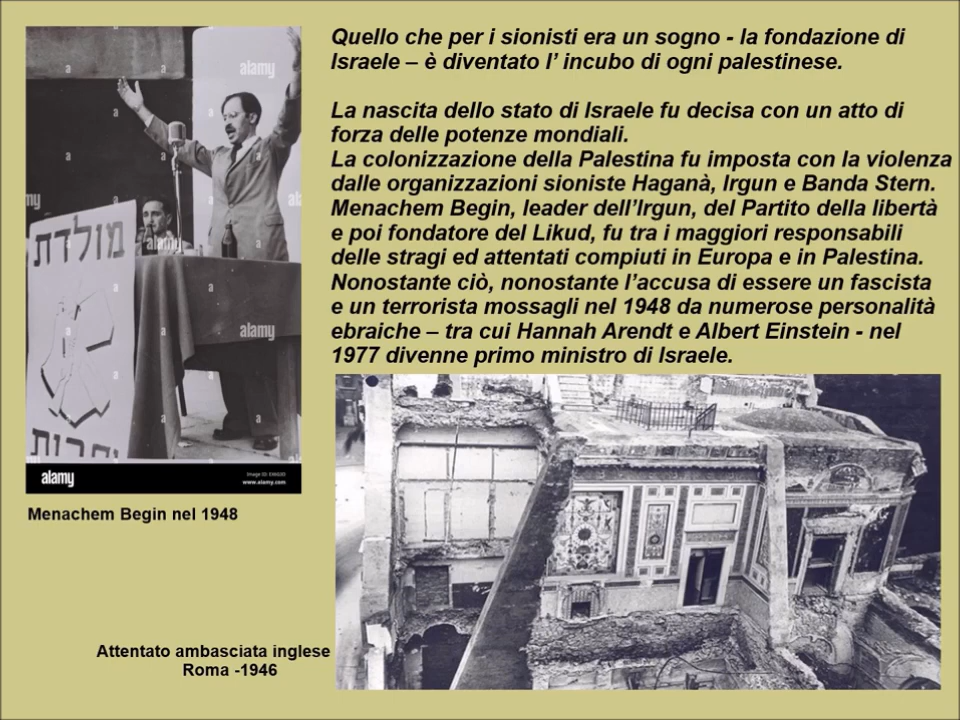 Quello che per i sionisti era un sogno - la fondazione di
Israele – è diventato l’ incubo di ogni palestinese.
La nascita dello stato di Israele fu decisa con un atto di
forza delle potenze mondiali.
La colonizzazione della Palestina fu imposta con la violenza
dalle organizzazioni sioniste Haganà, Irgun e Banda Stern.
Menachem Begin, leader dell’Irgun, del Partito della libertà
e poi fondatore del Likud, fu tra i maggiori responsabili
delle stragi ed attentati compiuti in Europa e in Palestina.
Nonostante ciò, nonostante l’accusa di essere un fascista
e un terrorista mossagli nel 1948 da numerose personalità
ebraiche – tra cui Hannah Arendt e Albert Einstein - nel
1977 divenne primo ministro di Israele.
alamy
alamy
alamy
מולדת
וחרות
alamy
www.alamy.com
Menachem Begin nel 1948
Attentato ambasciata inglese
Roma -1946